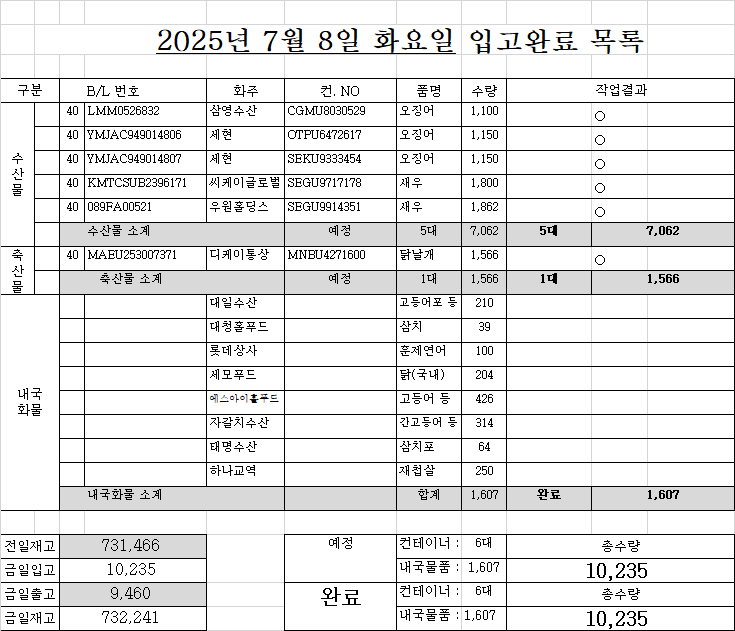 2025년 7월 8일 화요일 입고완료 목록
구분 B/L 번호 화주 컨. NO 품명 수량 작업결과
수산물
40 LMM0526832 삼영수산 CGMU8030529 오징어 1,100 ○
40 YMJAC949014806 제현 OTPU6472617 오징어 1,150 ○
40 YMJAC949014807 제현 SEKU9333454 오징어 1,150 ○
40 KMTCSUB2396171 씨케이글로벌 SEGU9717178 새우 1,800 ○
40 089FA00521 우원홀딩스 SEGU9914351 새우 1,862 ○
수산물 소계 예정 5대 7,062 5대 7,062
축산물
40 MAEU253007371 디케이통상 MNBU4271600 닭날개 1,566 ○
축산물 소계 예정 1대 1,566 1대 1,566
내국화물
대일수산 고등어포 등 210
대청홀푸드 삼치 39
롯데상사 훈제연어 100
세모푸드 닭(국내) 204
에스아이홀푸드 고등어 등 426
자갈치수산 간고등어 등 314
태명수산 삼치포 64
하나교역 재첩살 250
내국화물 소계 합계 1,607 완료 1,607
전일재고 731,466 예정 컨테이너 : 6대 총수량
금일입고 10,235 내국물품 : 1,607 10,235
금일출고 9,460 완료 컨테이너 : 6대 총수량
금일재고 732,241 내국물품 : 1,607 10,235